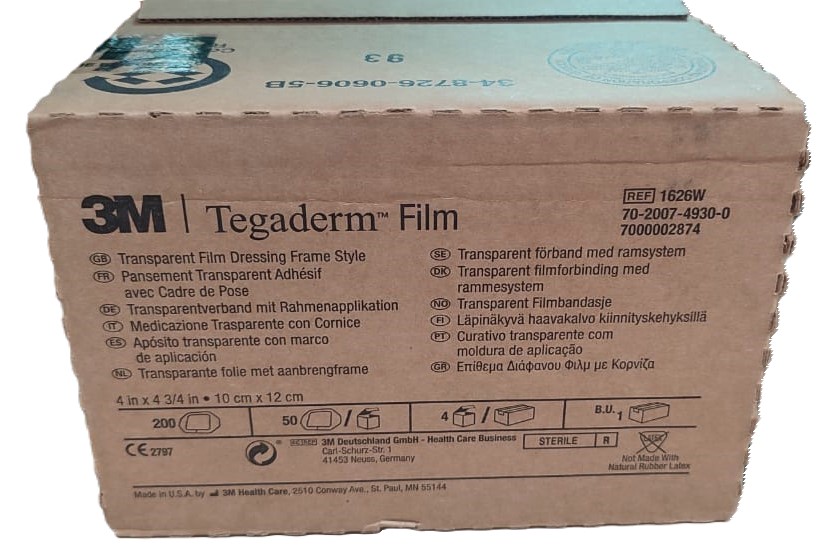 93
34-8726-0606-5B
3M | Tegaderm™ Film
REF 1626W
70-2007-4930-0
7000002874
GB Transparent Film Dressing Frame Style
FR Pansement Transparent Adhésif
avec Cadre de Pose
DE Transparentverband mit Rahmenapplikation
IT Medicazione Trasparente con Cornice
ES Apósito transparente con marco
de aplicación
NL Transparante folie met aanbrengframe
SE Transparent förband med ramsystem
DK Transparent filmforbinding med
rammesystem
NO Transparent Filmbandasje
FI Läpinäkyvä haavakalvo kiinnityskehyksillä
PT Curativo transparente com
moldura de aplicação
GR Επίθεμα Διάφανου Φιλμ με Κορνίζα
4 in x 4 3/4 in • 10 cm x 12 cm
200
50 /
4 /
B.U. 1
CE 2797
EC REP 3M Deutschland GmbH - Health Care Business
Carl-Schurz-Str. 1
41453 Neuss, Germany
STERILE R
LATEX
Not Made With
Natural Rubber Latex
Made in U.S.A. by 3M Health Care, 2510 Conway Ave., St. Paul, MN 55144